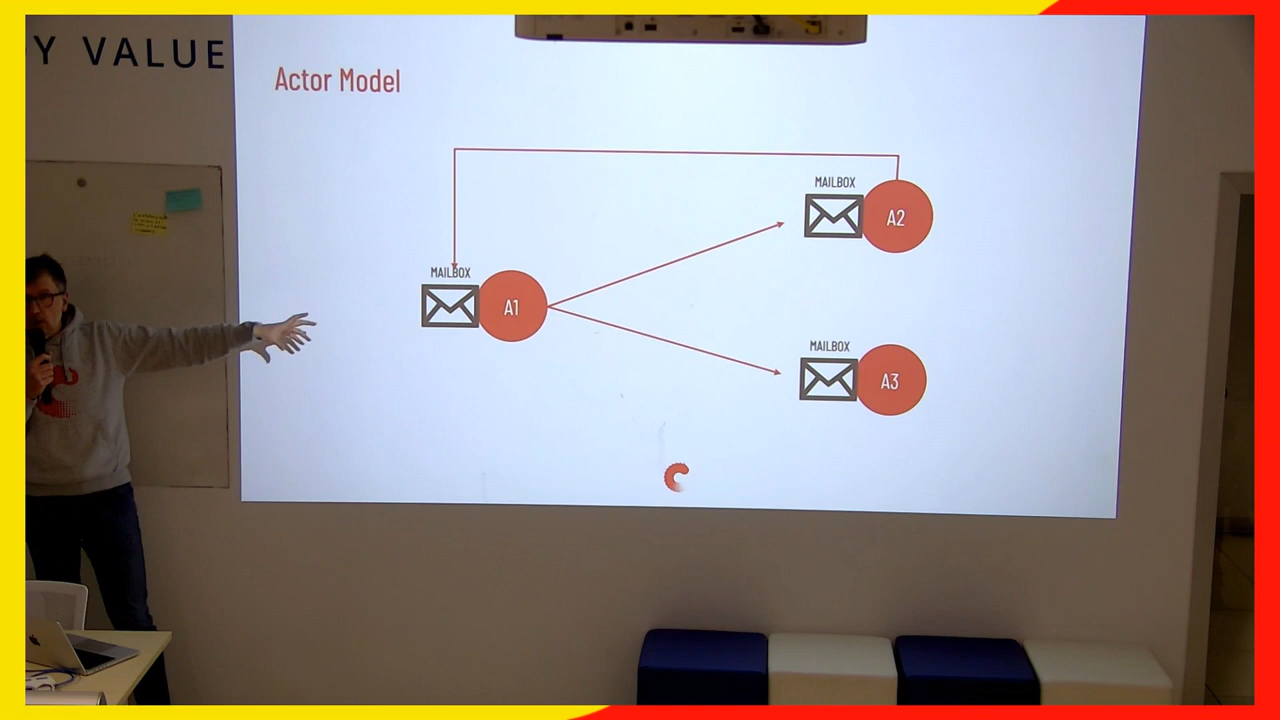 Y VALUE
Actor Model
MAILBOX
A2
MAILBOX
A1
MAILBOX
A3